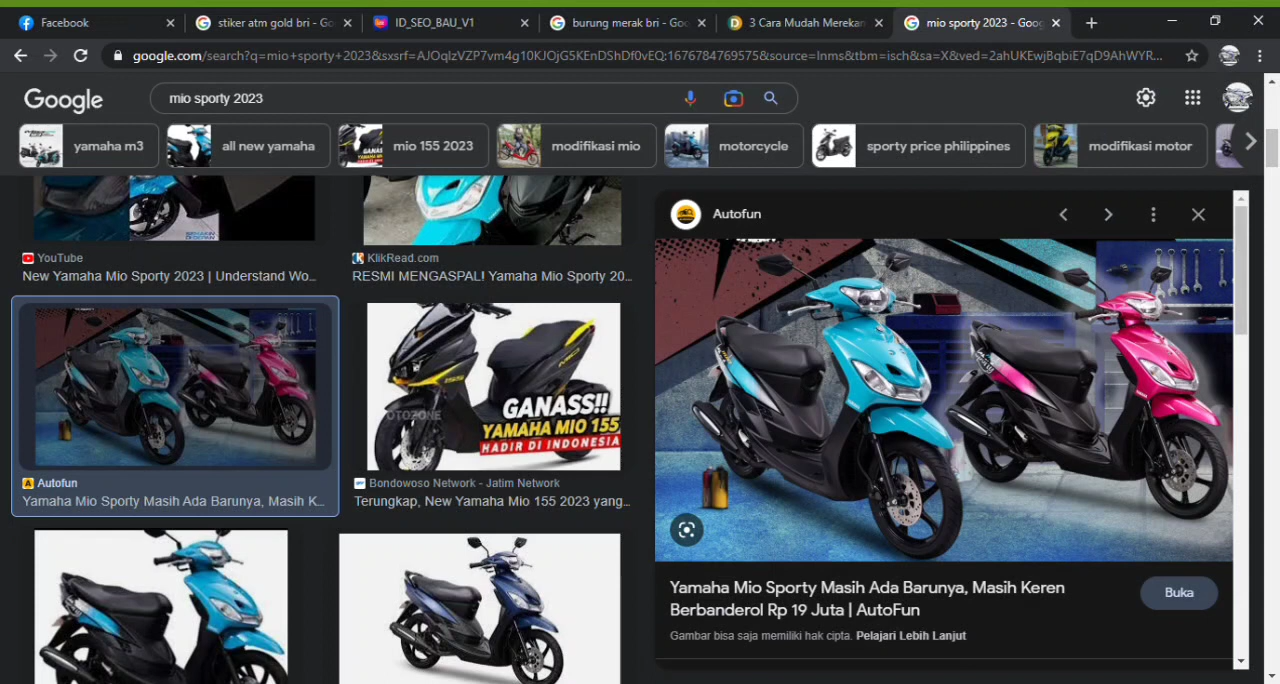 Facebook
stiker atm gold bri - Go
ID_SEO_BAU_V1
burung merak bri - Goo
3 Cara Mudah Merekam
mio sporty 2023 - Goog
google.com/search?q=mio+sporty+2023&sxsrf=AJOqlzVZP7vm4g10KJOjG5KEnDShDf0vEQ:1676784769575&source=lnms&tbm=isch&sa=X&ved=2ahUKEwjBqbiE7qD9AhWYR...
Google
mio sporty 2023
yamaha m3
all new yamaha
mio 155 2023
modifikasi mio
motorcycle
sporty price philippines
modifikasi motor
YouTube
New Yamaha Mio Sporty 2023 | Understand Wo...
KlikRead.com
RESMI MENGASPAL! Yamaha Mio Sporty 20...
Autofun
Yamaha Mio Sporty Masih Ada Barunya, Masih K...
OTOZONE
155
GANASS!!
YAMAHA MIO 155
HADIR DI INDONESIA
Bondowoso Network - Jatim Network
Terungkap, New Yamaha Mio 155 2023 yang...
Autofun
Yamaha Mio Sporty Masih Ada Barunya, Masih Keren
Berbanderol Rp 19 Juta | AutoFun
Buka
Gambar bisa saja memiliki hak cipta. Pelajari Lebih Lanjut